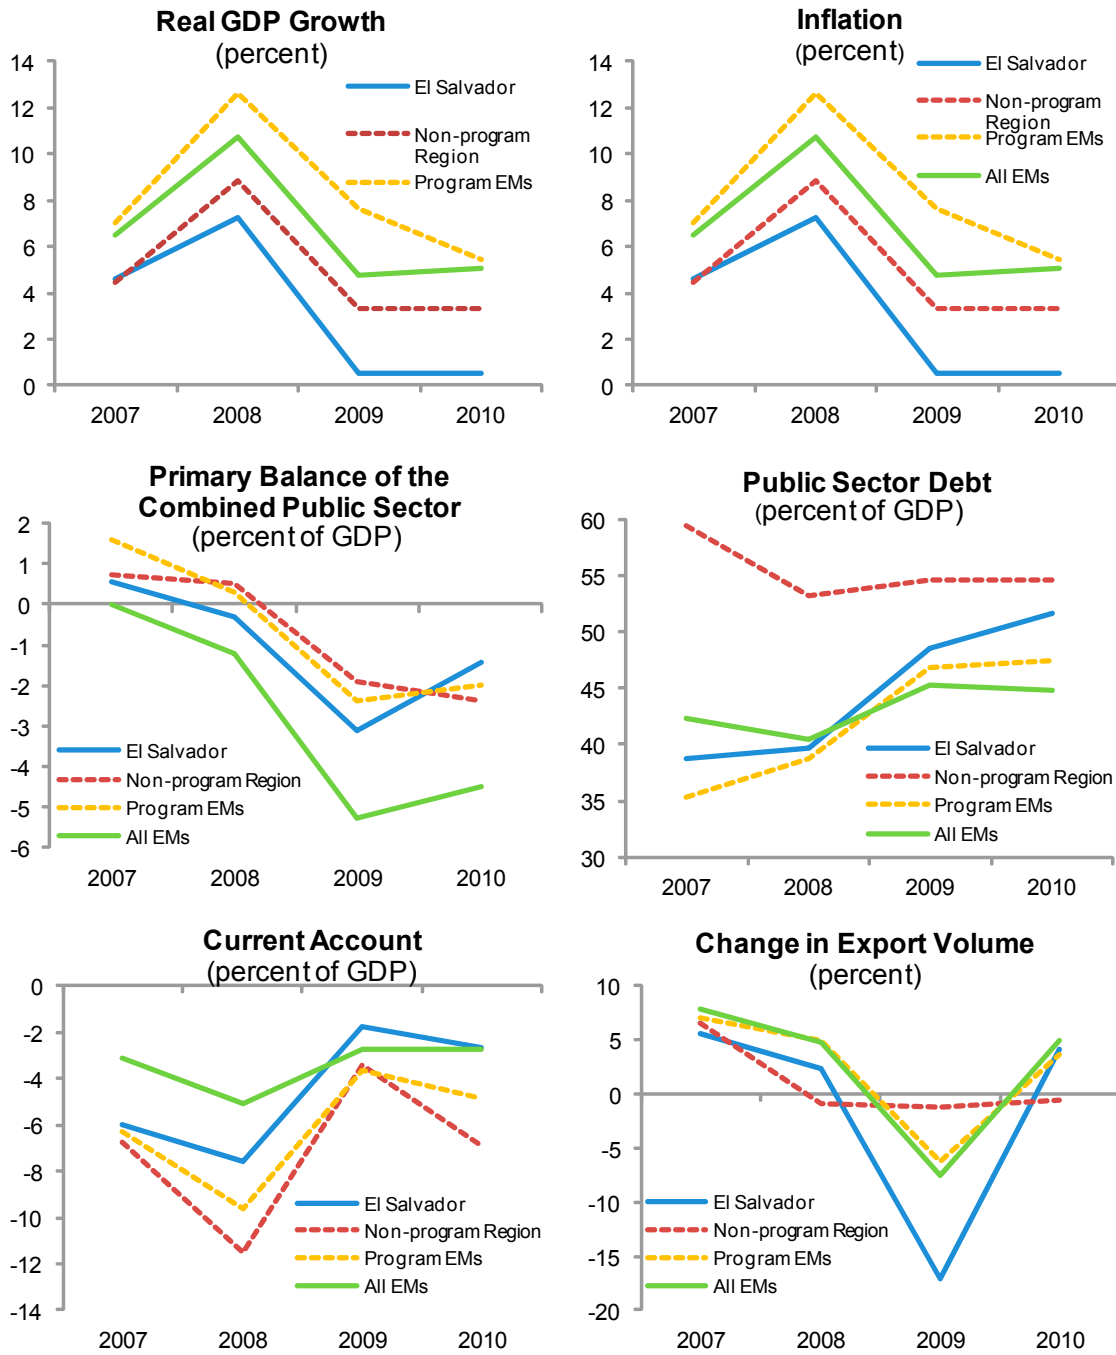 Real GDP Growth
(percent)
14
12
10
8
6
4
2
0
2007 2008 2009 2010
El Salvador
Non-program
Region
Program EMs
Inflation
(percent)
14
12
10
8
6
4
2
0
2007 2008 2009 2010
El Salvador
Non-program
Region
Program EMs
All EMs
Primary Balance of the
Combined Public Sector
(percent of GDP)
2
1
0
-1
-2
-3
-4
-5
-6
2007 2008 2009 2010
El Salvador
Non-program Region
Program EMs
All EMs
Public Sector Debt
(percent of GDP)
60
55
50
45
40
35
30
2007 2008 2009 2010
El Salvador
Non-program Region
Program EMs
All EMs
Current Account
(percent of GDP)
0
-2
-4
-6
-8
-10
-12
-14
2007 2008 2009 2010
El Salvador
Non-program Region
Program EMs
All EMs
Change in Export Volume
(percent)
10
5
0
-5
-10
-15
-20
2007 2008 2009 2010
El Salvador
Non-program Region
Program EMs
All EMs